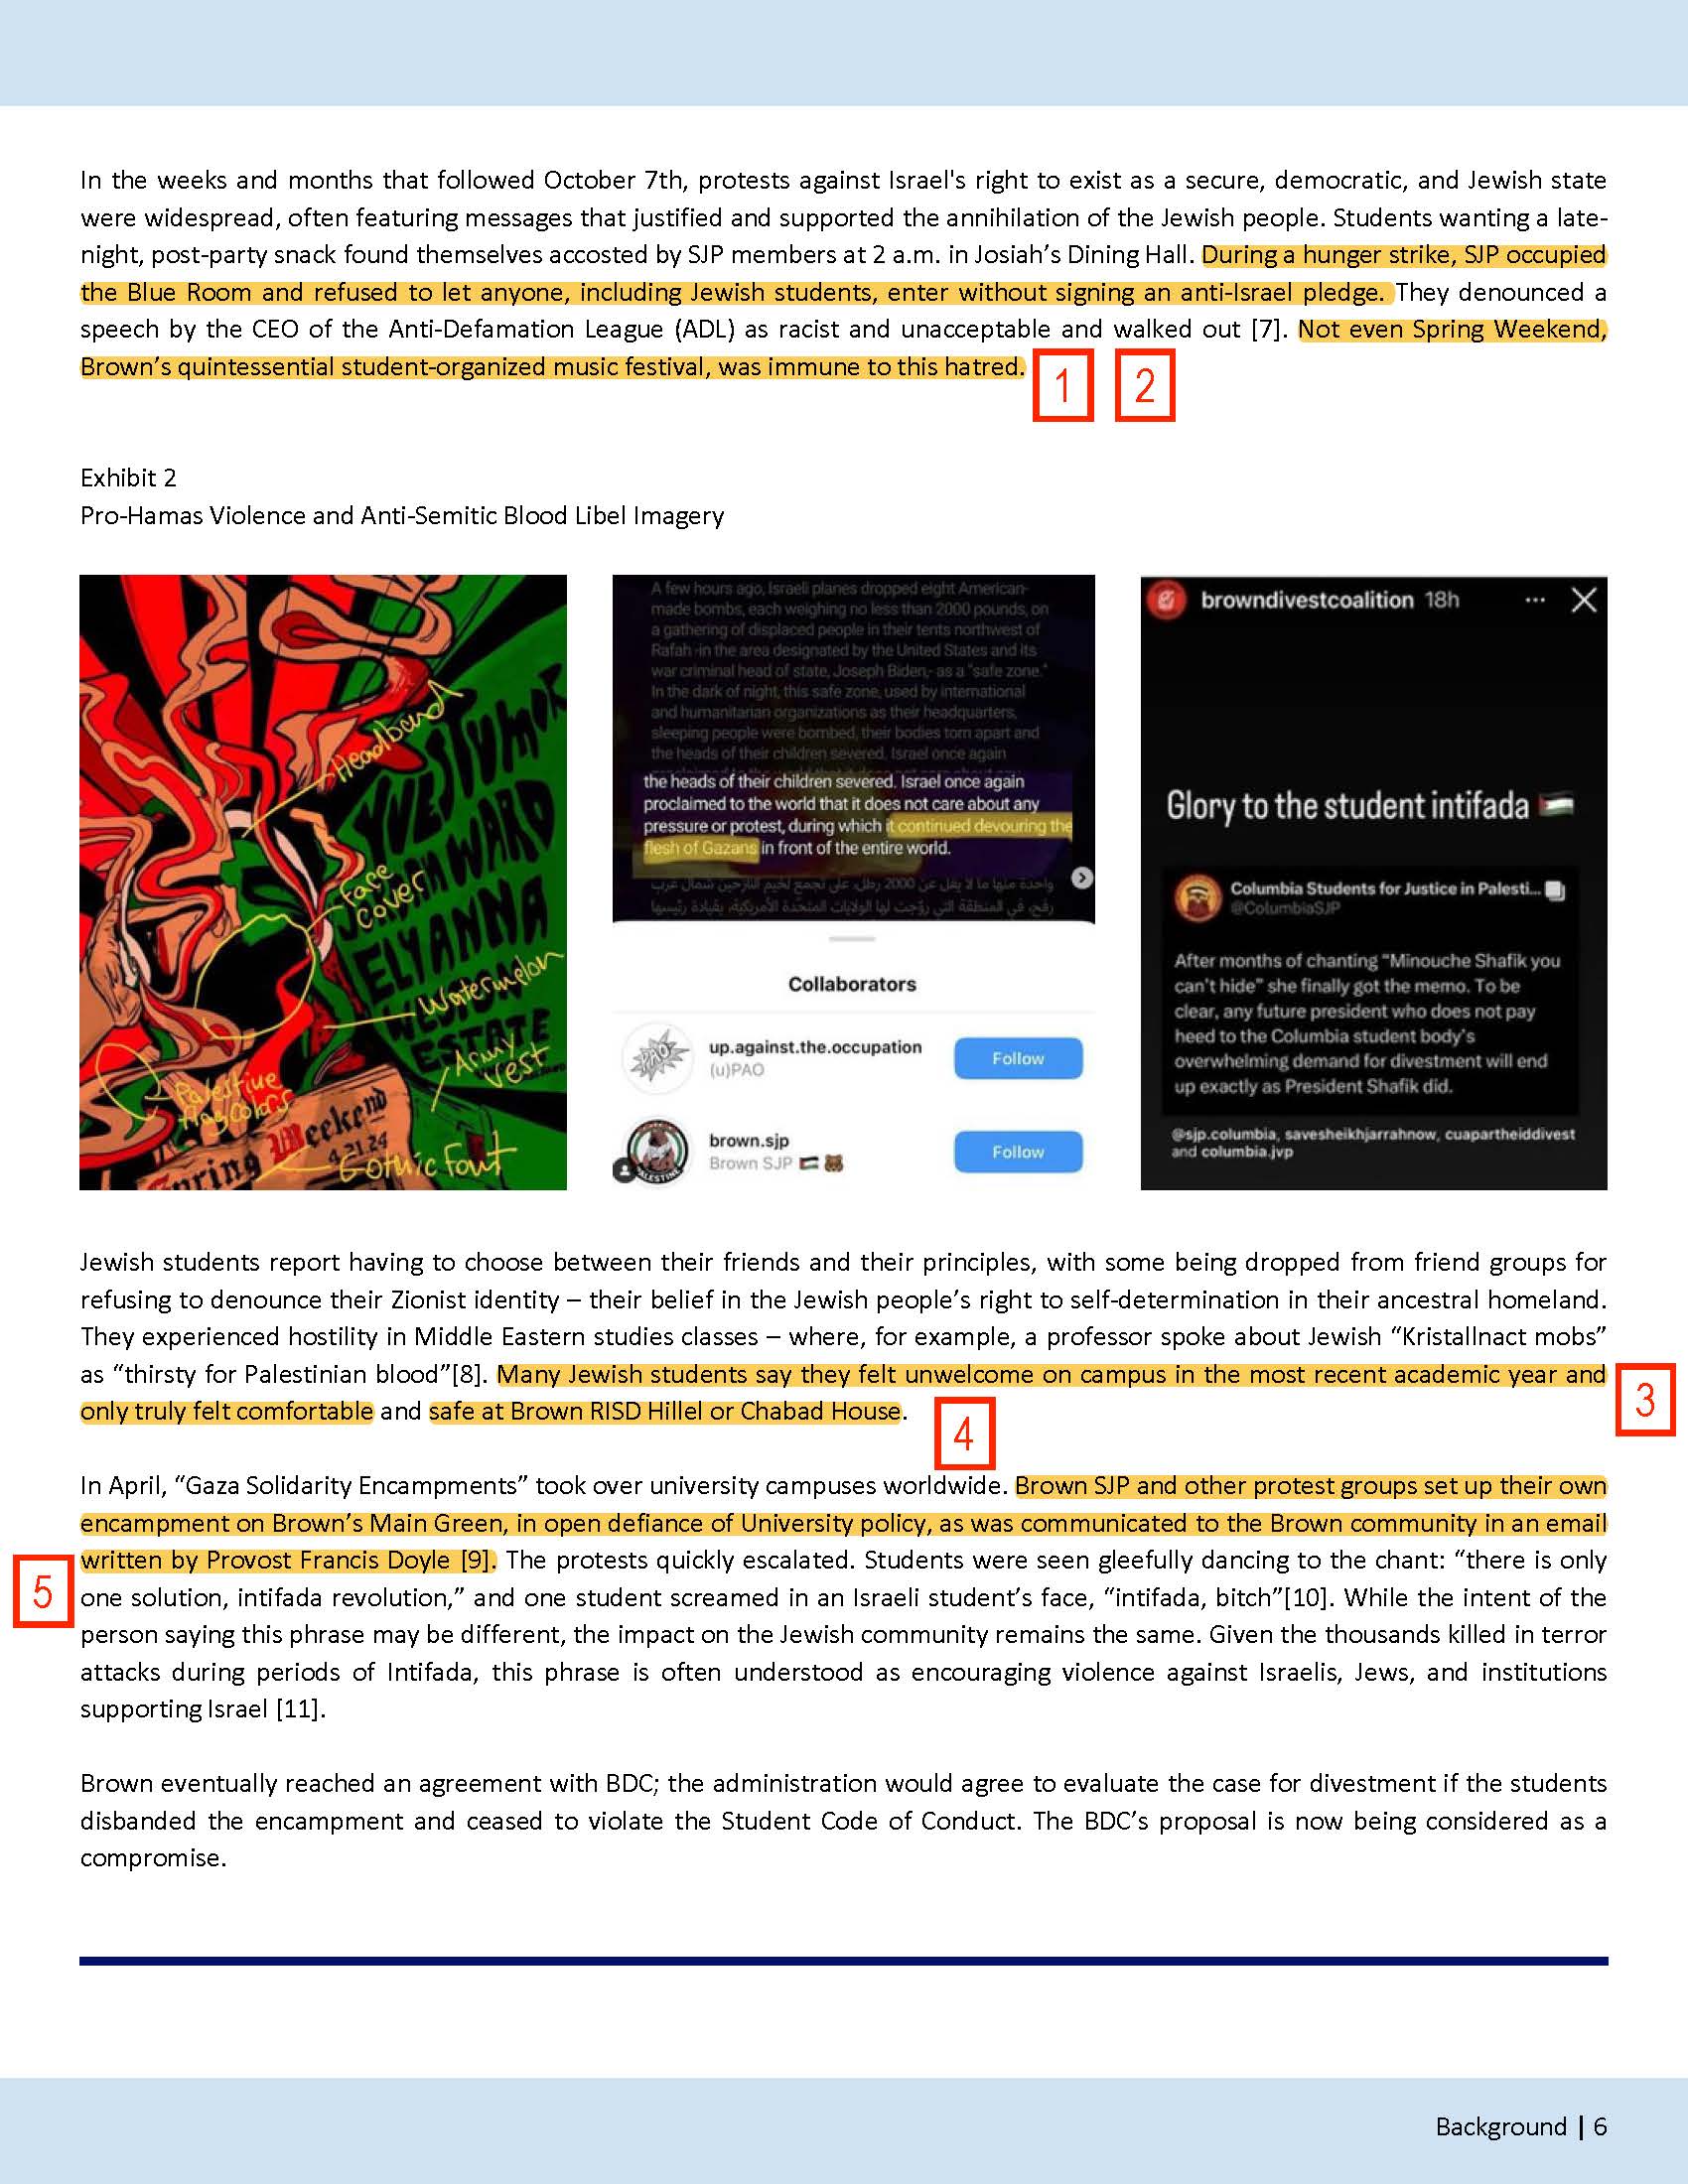 In the weeks and months that followed October 7th, protests against Israel's right to exist as a secure, democratic, and Jewish state
were widespread, often featuring messages that justified and supported the annihilation of the Jewish people. Students wanting a late-
night, post-party snack found themselves accosted by SJP members at 2 a.m. in Josiah’s Dining Hall. During a hunger strike, SJP occupied
the Blue Room and refused to let anyone, including Jewish students, enter without signing an anti-Israel pledge. They denounced a
speech by the CEO of the Anti-Defamation League (ADL) as racist and unacceptable and walked out [7]. Not even Spring Weekend,
Brown’s quintessential student-organized music festival, was immune to this hatred.
1 2
Exhibit 2
Pro-Hamas Violence and Anti-Semitic Blood Libel Imagery
Headband
Face
Cover
ELYANNA
Watermelon
ESTATE
Army
Vest
Palestine
flag colors
Spring Weekend
4.21.24
Gothic Font
A few hours ago, Israeli planes dropped eight American-
made bombs, each weighing no less than 2000 pounds, on
a gathering of displaced people in their tents northwest of
Rafah -in the area designated by the United States and its
war criminal head of state, Joseph Biden,- as a "safe zone."
In the dark of night, this safe zone, used by international
and humanitarian organizations as their headquarters,
sleeping people were bombed, their bodies torn apart and
the heads of their children severed. Israel once again
the heads of their children severed. Israel once again
proclaimed to the world that it does not care about any
pressure or protest, during which it continued devouring the
flesh of Gazans in front of the entire world.
واحدة منها ما لا يقل عن 2000 رطل، على تجمع لخيم النازحين شمال غرب
رفح، في المنطقة التي روّجت لها الولايات المتحدة الأمريكية، بقيادة رئيسها
Collaborators
up.against.the.occupation
(u)PAO
Follow
brown.sjp
Brown SJP
Follow
browndivestcoalition 18h
Glory to the student intifada
Columbia Students for Justice in Palesti...
@ColumbiaSJP
After months of chanting "Minouche Shafik you
can't hide" she finally got the memo. To be
clear, any future president who does not pay
heed to the Columbia student body's
overwhelming demand for divestment will end
up exactly as President Shafik did.
@sjp.columbia, savesheikhjarrahnow, cuapartheiddivest
and columbia.jvp
Jewish students report having to choose between their friends and their principles, with some being dropped from friend groups for
refusing to denounce their Zionist identity – their belief in the Jewish people’s right to self-determination in their ancestral homeland.
They experienced hostility in Middle Eastern studies classes – where, for example, a professor spoke about Jewish “Kristallnact mobs”
as “thirsty for Palestinian blood”[8]. Many Jewish students say they felt unwelcome on campus in the most recent academic year and
3
only truly felt comfortable and safe at Brown RISD Hillel or Chabad House.
4
In April, “Gaza Solidarity Encampments” took over university campuses worldwide. Brown SJP and other protest groups set up their own
encampment on Brown’s Main Green, in open defiance of University policy, as was communicated to the Brown community in an email
written by Provost Francis Doyle [9]. The protests quickly escalated. Students were seen gleefully dancing to the chant: “there is only
5
one solution, intifada revolution,” and one student screamed in an Israeli student’s face, “intifada, bitch”[10]. While the intent of the
person saying this phrase may be different, the impact on the Jewish community remains the same. Given the thousands killed in terror
attacks during periods of Intifada, this phrase is often understood as encouraging violence against Israelis, Jews, and institutions
supporting Israel [11].
Brown eventually reached an agreement with BDC; the administration would agree to evaluate the case for divestment if the students
disbanded the encampment and ceased to violate the Student Code of Conduct. The BDC’s proposal is now being considered as a
compromise.
Background | 6